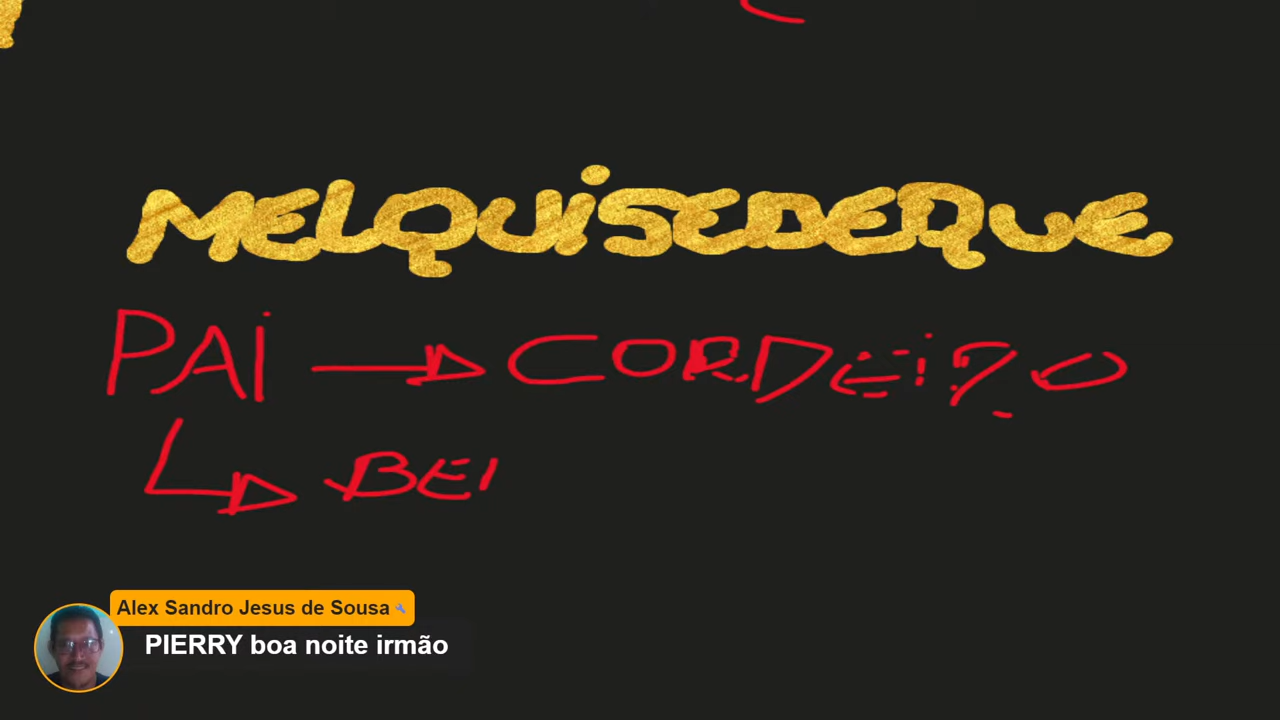 MELQUISEDEQUE
PAI → CORDEIRO
↳ BEI
Alex Sandro Jesus de Sousa
PIERRY boa noite irmão